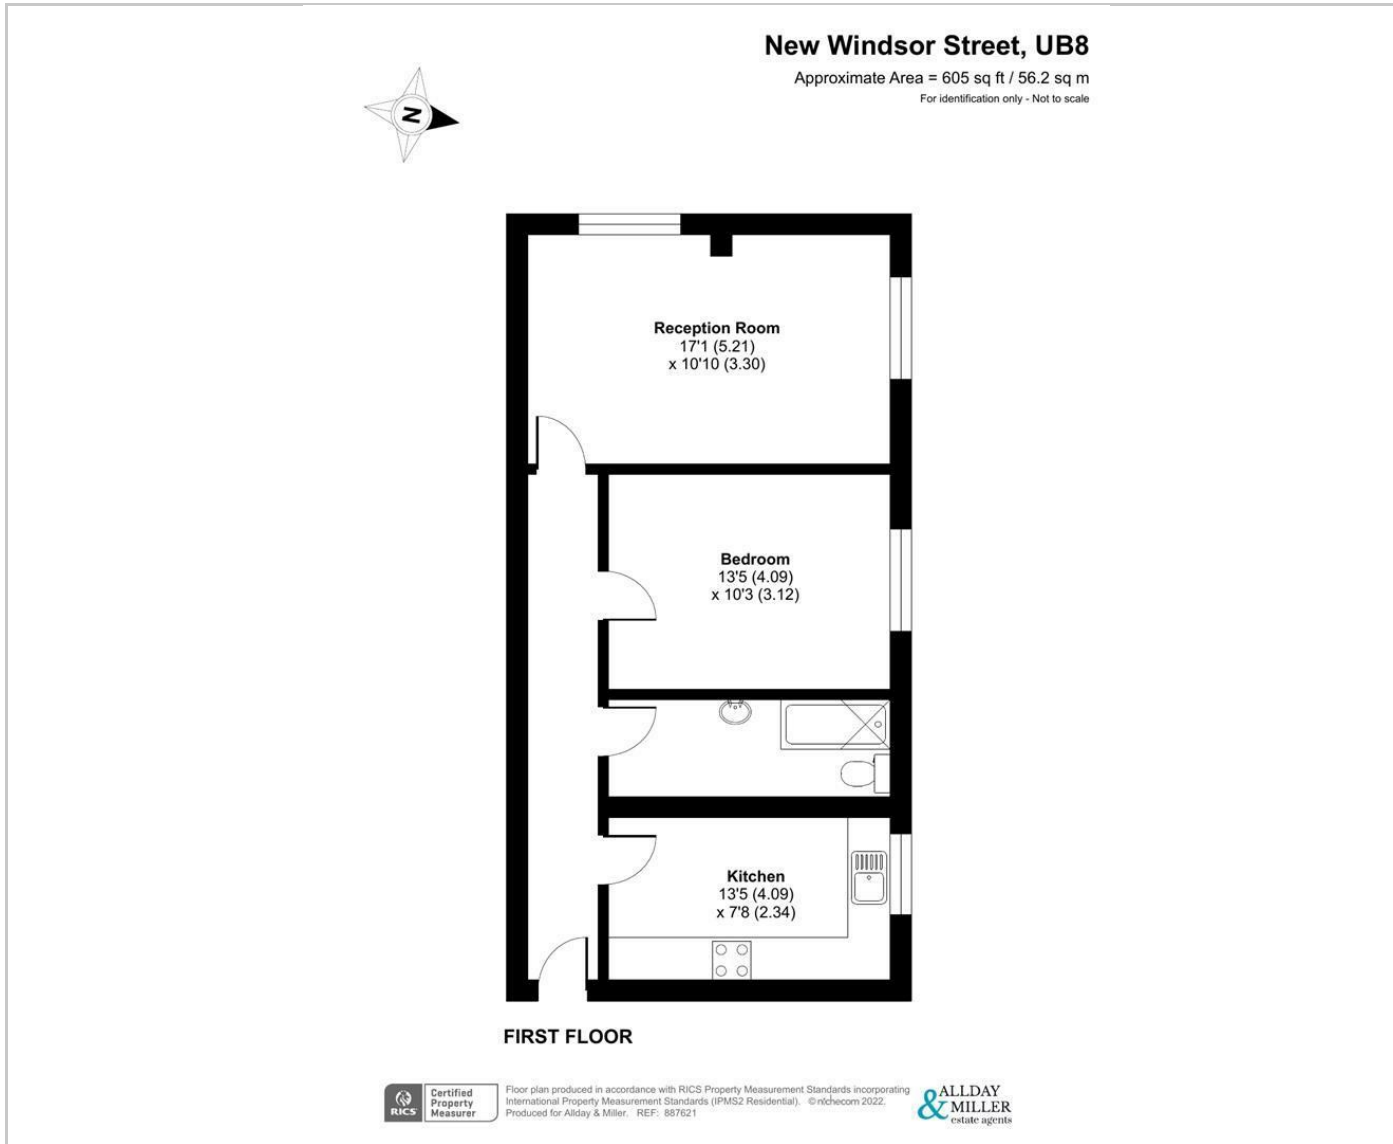 New Windsor Street, UB8
Approximate Area = 605 sq ft / 56.2 sq m
For identification only - Not to scale
N
Reception Room
17'1 (5.21)
x 10'10 (3.30)
Bedroom
13'5 (4.09)
x 10'3 (3.12)
Kitchen
13'5 (4.09)
x 7'8 (2.34)
FIRST FLOOR
RICS
Certified
Property
Measurer
Floor plan produced in accordance with RICS Property Measurement Standards incorporating
International Property Measurement Standards (IPMS2 Residential). © nichecom 2022.
Produced for Allday & Miller. REF: 887621
ALLDAY
& MILLER
estate agents